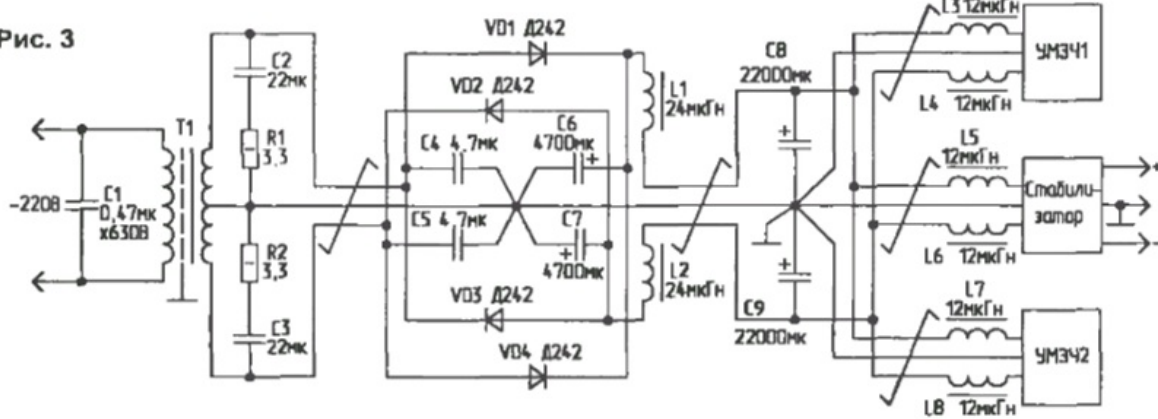 Рис. 3
~220В
C1
0,47мк
x630В
T1
C2
22мк
R1
3,3
R2
3,3
C3
22мк
VD1 Д242
VD2 Д242
C4 4,7мк
C6
4700мк
C5 4,7мк
C7
4700мк
VD3 Д242
VD4 Д242
L1
24мкГн
L2
24мкГн
C8
22000мк
C9
22000мк
L3 12мкГн
УМЗЧ1
L4 12мкГн
L5
12мкГн
Стабили-
затор
L6 12мкГн
L7
12мкГн
УМЗЧ2
L8 12мкГн